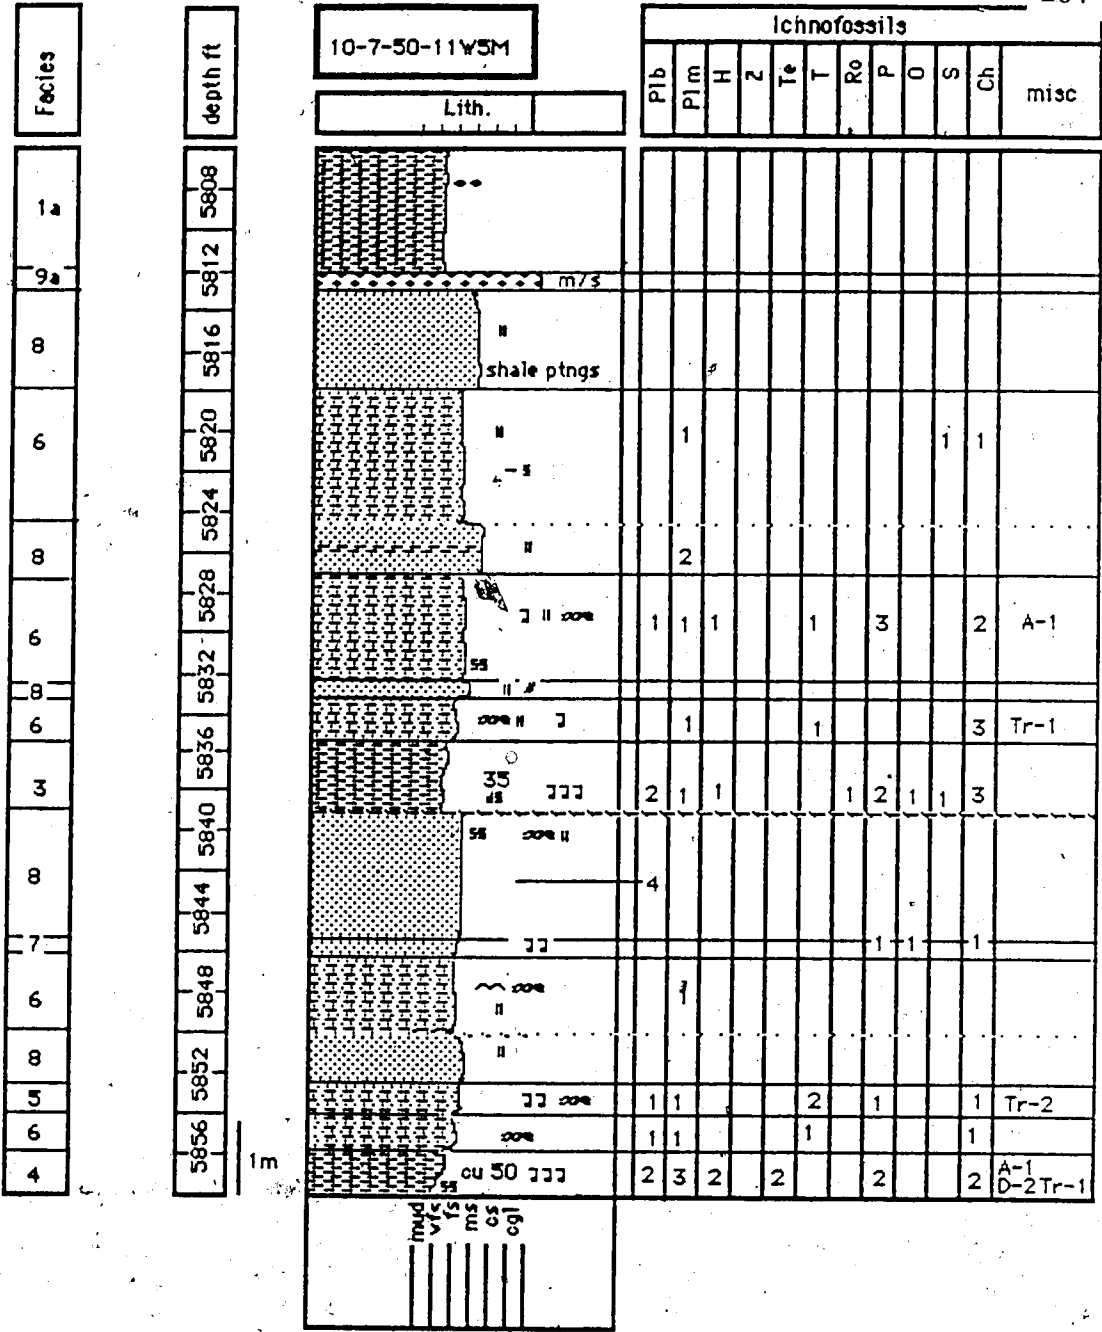 Facies
depth ft
10-7-50-11W5M
Lith.
Ichnofossils
Plb Plm H Z Te T Ro P O S Ch misc
1a
5808
5812
9a
m/s
8
5816
shale ptngs
6
5820
1 1 1
s
5824
8
2
5828
6
1 1 1 1 3 2 A-1
5832
ss
8
6
1 1 3 Tr-1
5836
3
35
2 1 1 1 2 1 1 3
5840
ss
8
4
5844
7
1 1 1
5848
6
1
8
5852
5
1 1 2 1 1 Tr-2
6
1 1 1 1
5856
1m
4
cu 50
ss
2 3 2 2 2 2 A-1
D-2 Tr-1
mud
vfs
fs
ms
cs
cgl